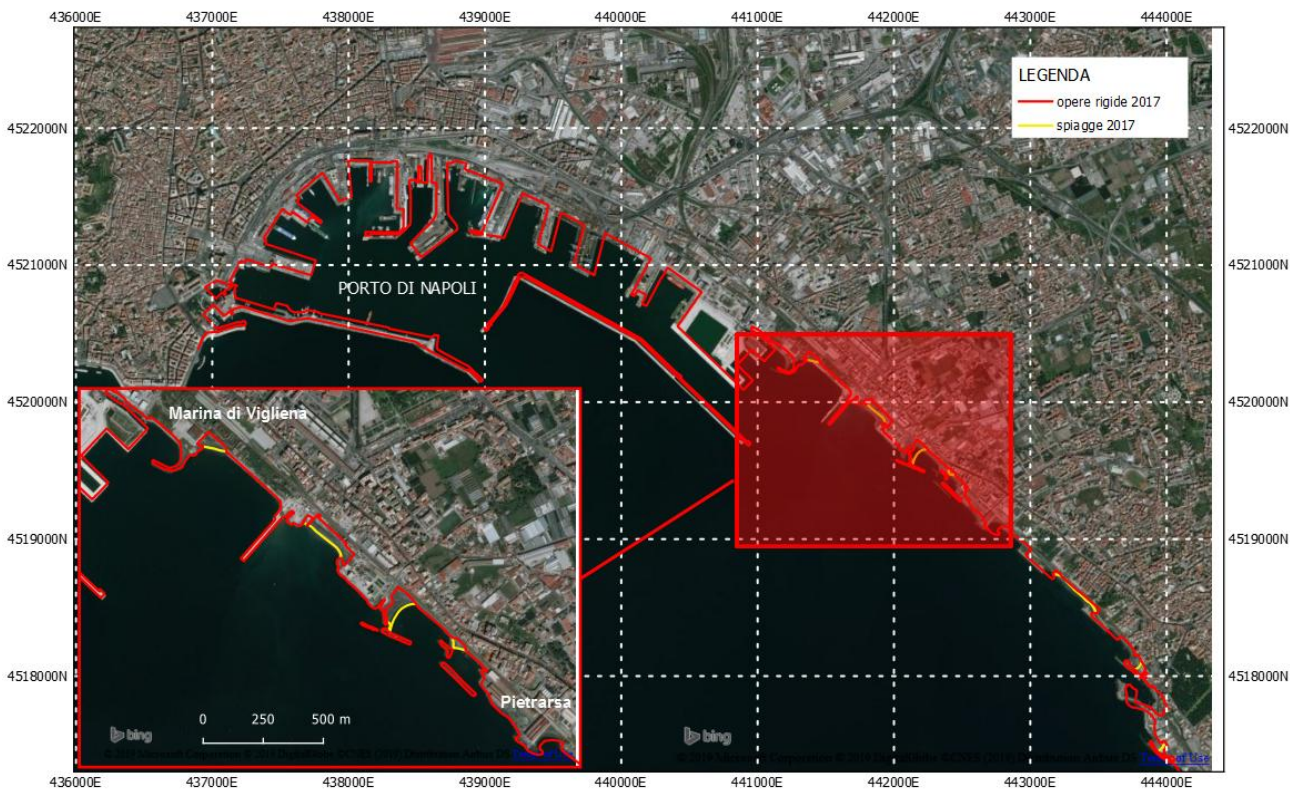 436000E 437000E 438000E 439000E 440000E 441000E 442000E 443000E 444000E
LEGENDA
opere rigide 2017
spiagge 2017
4522000N 4522000N
4521000N 4521000N
PORTO DI NAPOLI
4520000N 4520000N
Marina di Vigliena
4519000N 4519000N
4518000N 4518000N
Pietrarsa
0 250 500 m
bing bing
436000E 437000E 438000E 439000E 440000E 441000E 442000E 443000E 444000E